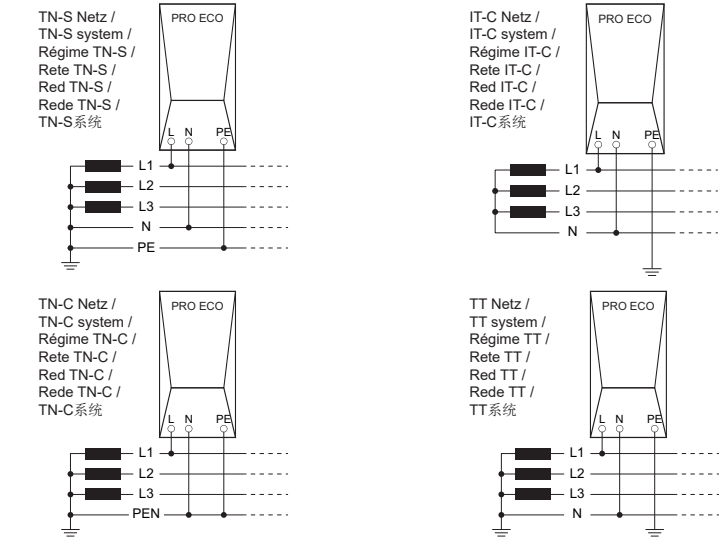 TN-S Netz /
TN-S system /
Régime TN-S /
Rete TN-S /
Red TN-S /
Rede TN-S /
TN-S系统
PRO ECO
L N PE
L1
L2
L3
N
PE
IT-C Netz /
IT-C system /
Régime IT-C /
Rete IT-C /
Red IT-C /
Rede IT-C /
IT-C系统
PRO ECO
L N PE
L1
L2
L3
N
TN-C Netz /
TN-C system /
Régime TN-C /
Rete TN-C /
Red TN-C /
Rede TN-C /
TN-C系统
PRO ECO
L N PE
L1
L2
L3
PEN
TT Netz /
TT system /
Régime TT /
Rete TT /
Red TT /
Rede TT /
TT系统
PRO ECO
L N PE
L1
L2
L3
N